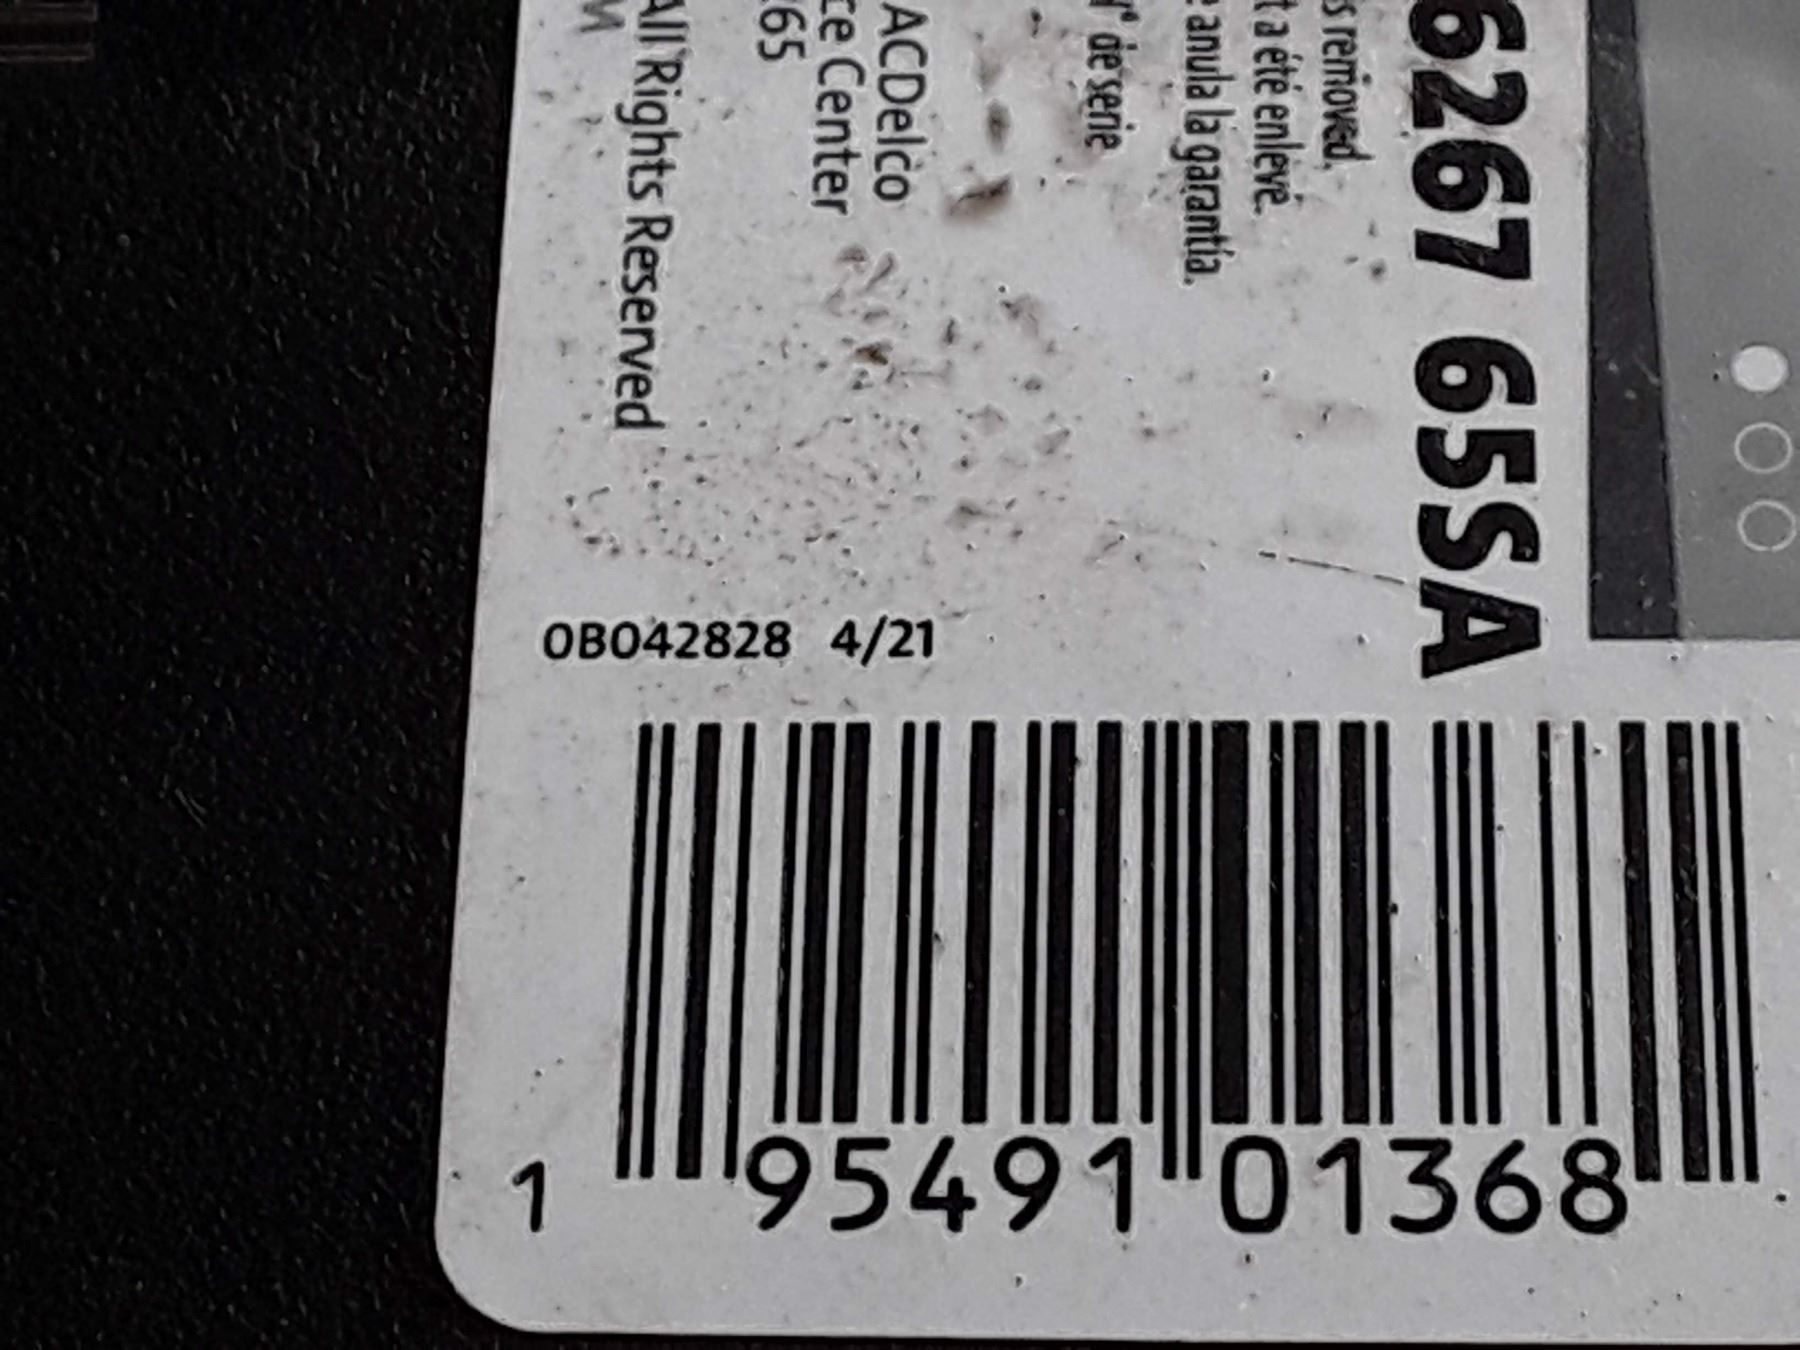 6267 65SA
s removed.
t a été enlevé.
e anula la garantía.
de serie
ACDelco
ce Center
65
All Rights Reserved
M
0B042828 4/21
1 95491 01368